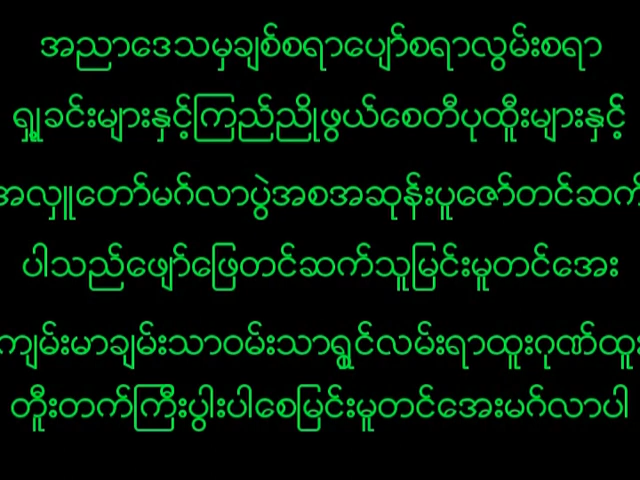 အညာဒေသမှချစ်စရာပျော်စရာလွမ်းစရာ
ရှုခင်းများနှင့်ကြည်ညိုဖွယ်စေတီပုထိုးများနှင့်
အလှူတော်မင်္ဂလာပွဲအစအဆုန်းပူဇော်တင်ဆက်
ပါသည်ဖျော်ဖြေတင်ဆက်သူမြင်းမူတင်အေး
ကျမ်းမာချမ်းသာဝမ်းသာရွှင်လမ်းရာထူးဂုဏ်ထူး
တိုးတက်ကြီးပွါးပါစေမြင်းမူတင်အေးမင်္ဂလာပါ